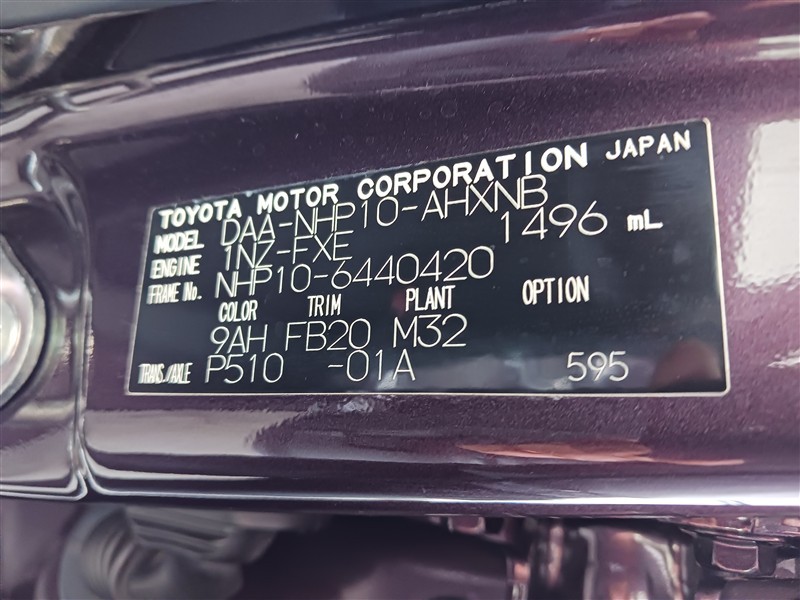 TOYOTA MOTOR CORPORATION JAPAN
MODEL DAA-NHP10-AHXNB
ENGINE 1NZ-FXE 1496 mL
FRAME No. NHP10-6440420
COLOR TRIM PLANT OPTION
9AH FB20 M32
TRANS./AXLE P510 -01A 595